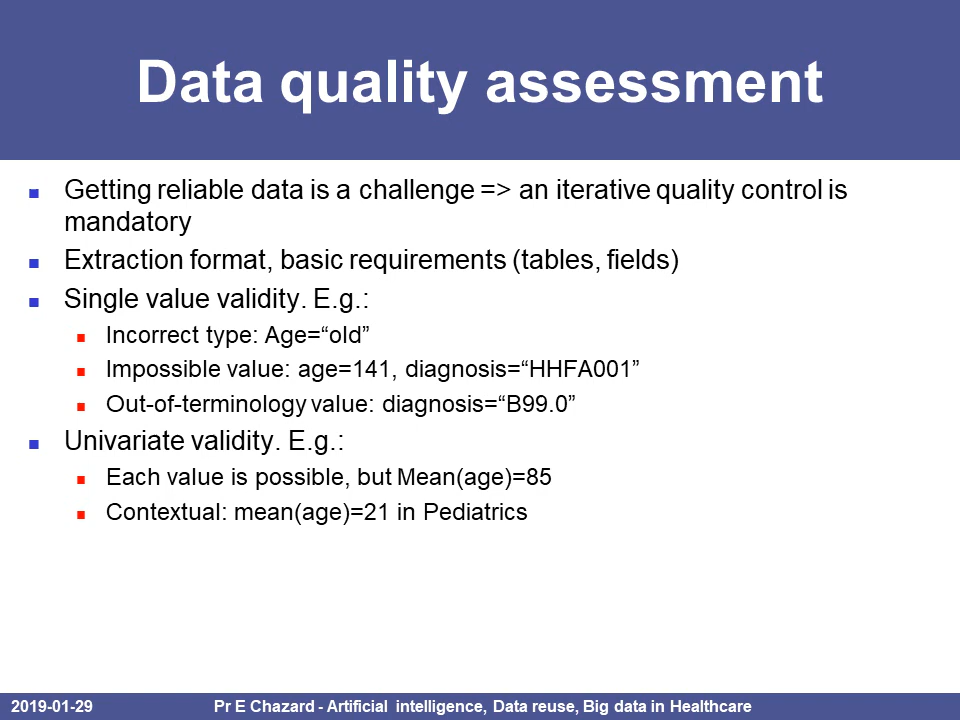 Data quality assessment
Getting reliable data is a challenge => an iterative quality control is
mandatory
Extraction format, basic requirements (tables, fields)
Single value validity. E.g.:
Incorrect type: Age=“old”
Impossible value: age=141, diagnosis=“HHFA001”
Out-of-terminology value: diagnosis=“B99.0”
Univariate validity. E.g.:
Each value is possible, but Mean(age)=85
Contextual: mean(age)=21 in Pediatrics
2019-01-29 Pr E Chazard - Artificial intelligence, Data reuse, Big data in Healthcare